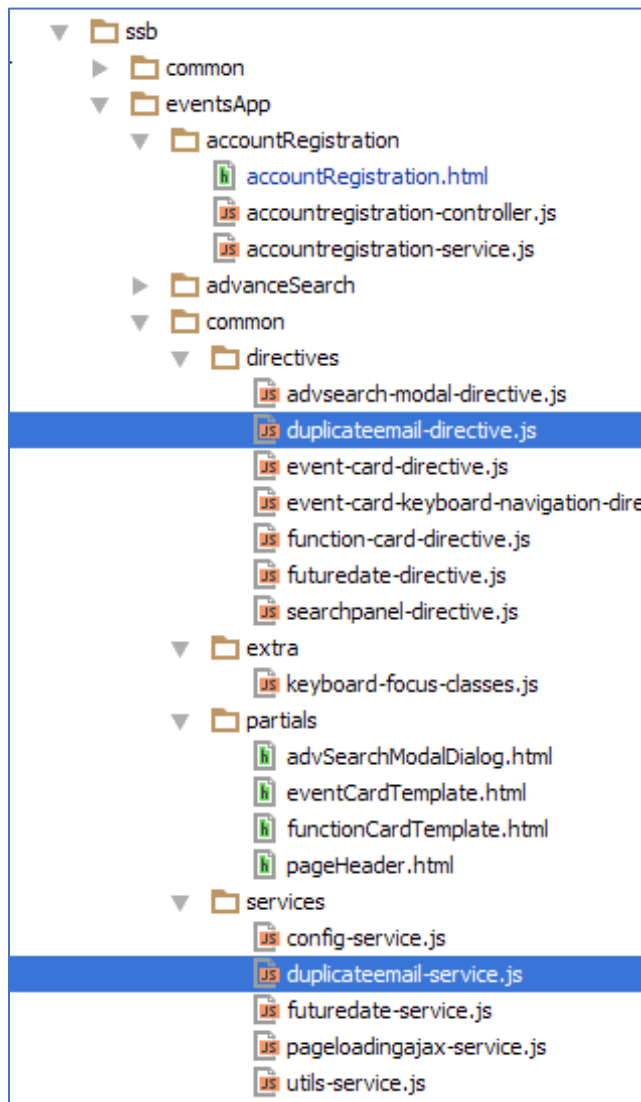 ssb
common
eventsApp
accountRegistration
accountRegistration.html
accountregistration-controller.js
accountregistration-service.js
advanceSearch
common
directives
advsearch-modal-directive.js
duplicateemail-directive.js
event-card-directive.js
event-card-keyboard-navigation-dire
function-card-directive.js
futuredate-directive.js
searchpanel-directive.js
extra
keyboard-focus-classes.js
partials
advSearchModalDialog.html
eventCardTemplate.html
functionCardTemplate.html
pageHeader.html
services
config-service.js
duplicateemail-service.js
futuredate-service.js
pageloadingajax-service.js
utils-service.js